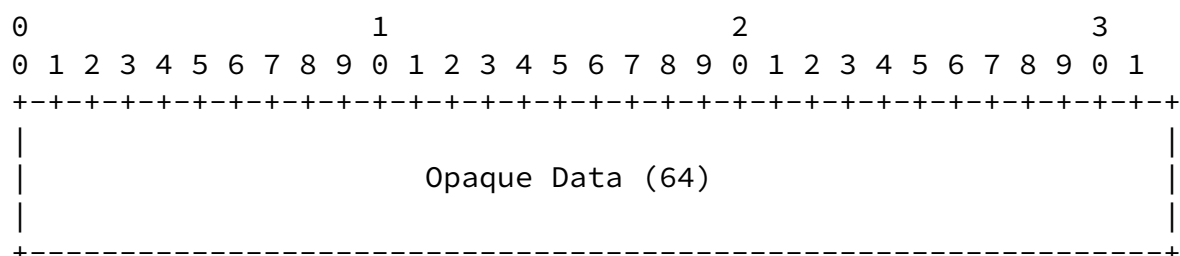 0                   1                   2                   3
0 1 2 3 4 5 6 7 8 9 0 1 2 3 4 5 6 7 8 9 0 1 2 3 4 5 6 7 8 9 0 1
+-+-+-+-+-+-+-+-+-+-+-+-+-+-+-+-+-+-+-+-+-+-+-+-+-+-+-+-+-+-+-+-+
|                                                               |
|                      Opaque Data (64)                         |
|                                                               |
+---------------------------------------------------------------+